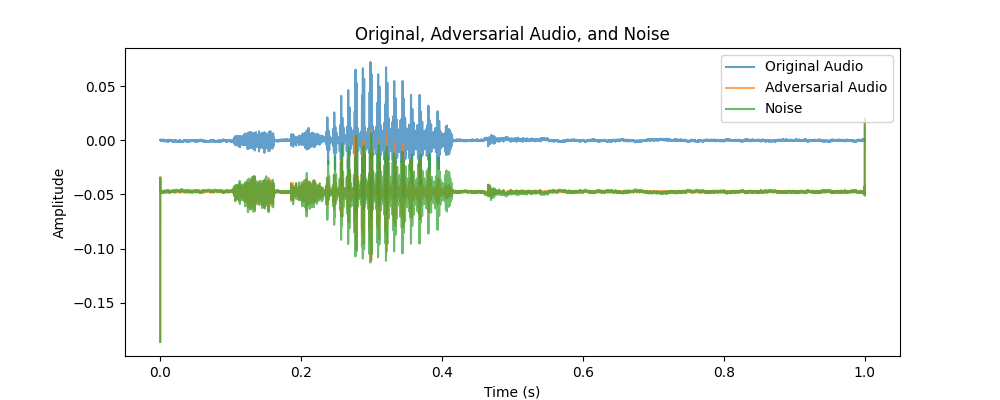 Original, Adversarial Audio, and Noise
Original Audio
Adversarial Audio
Noise
Amplitude
0.05
0.00
−0.05
−0.10
−0.15
0.0
0.2
0.4
0.6
0.8
1.0
Time (s)